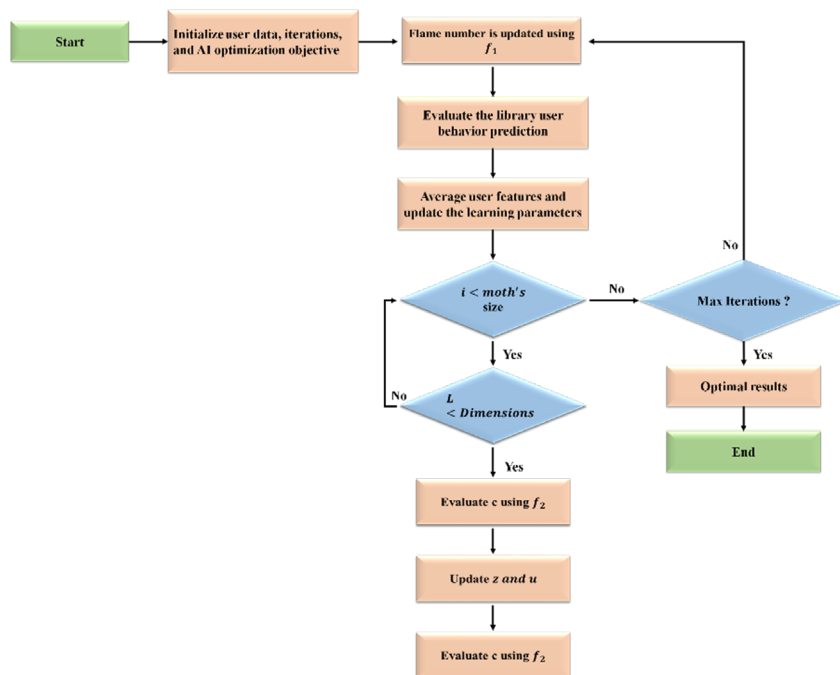 Start
Initialize user data, iterations,
and AI optimization objective
Flame number is updated using
f₁
Evaluate the library user
behavior prediction
Average user features and
update the learning parameters
i < moth's
size
No
Max Iterations ?
No
Yes
Yes
Optimal results
L
< Dimensions
No
End
Yes
Evaluate c using f₂
Update z and u
Evaluate c using f₂